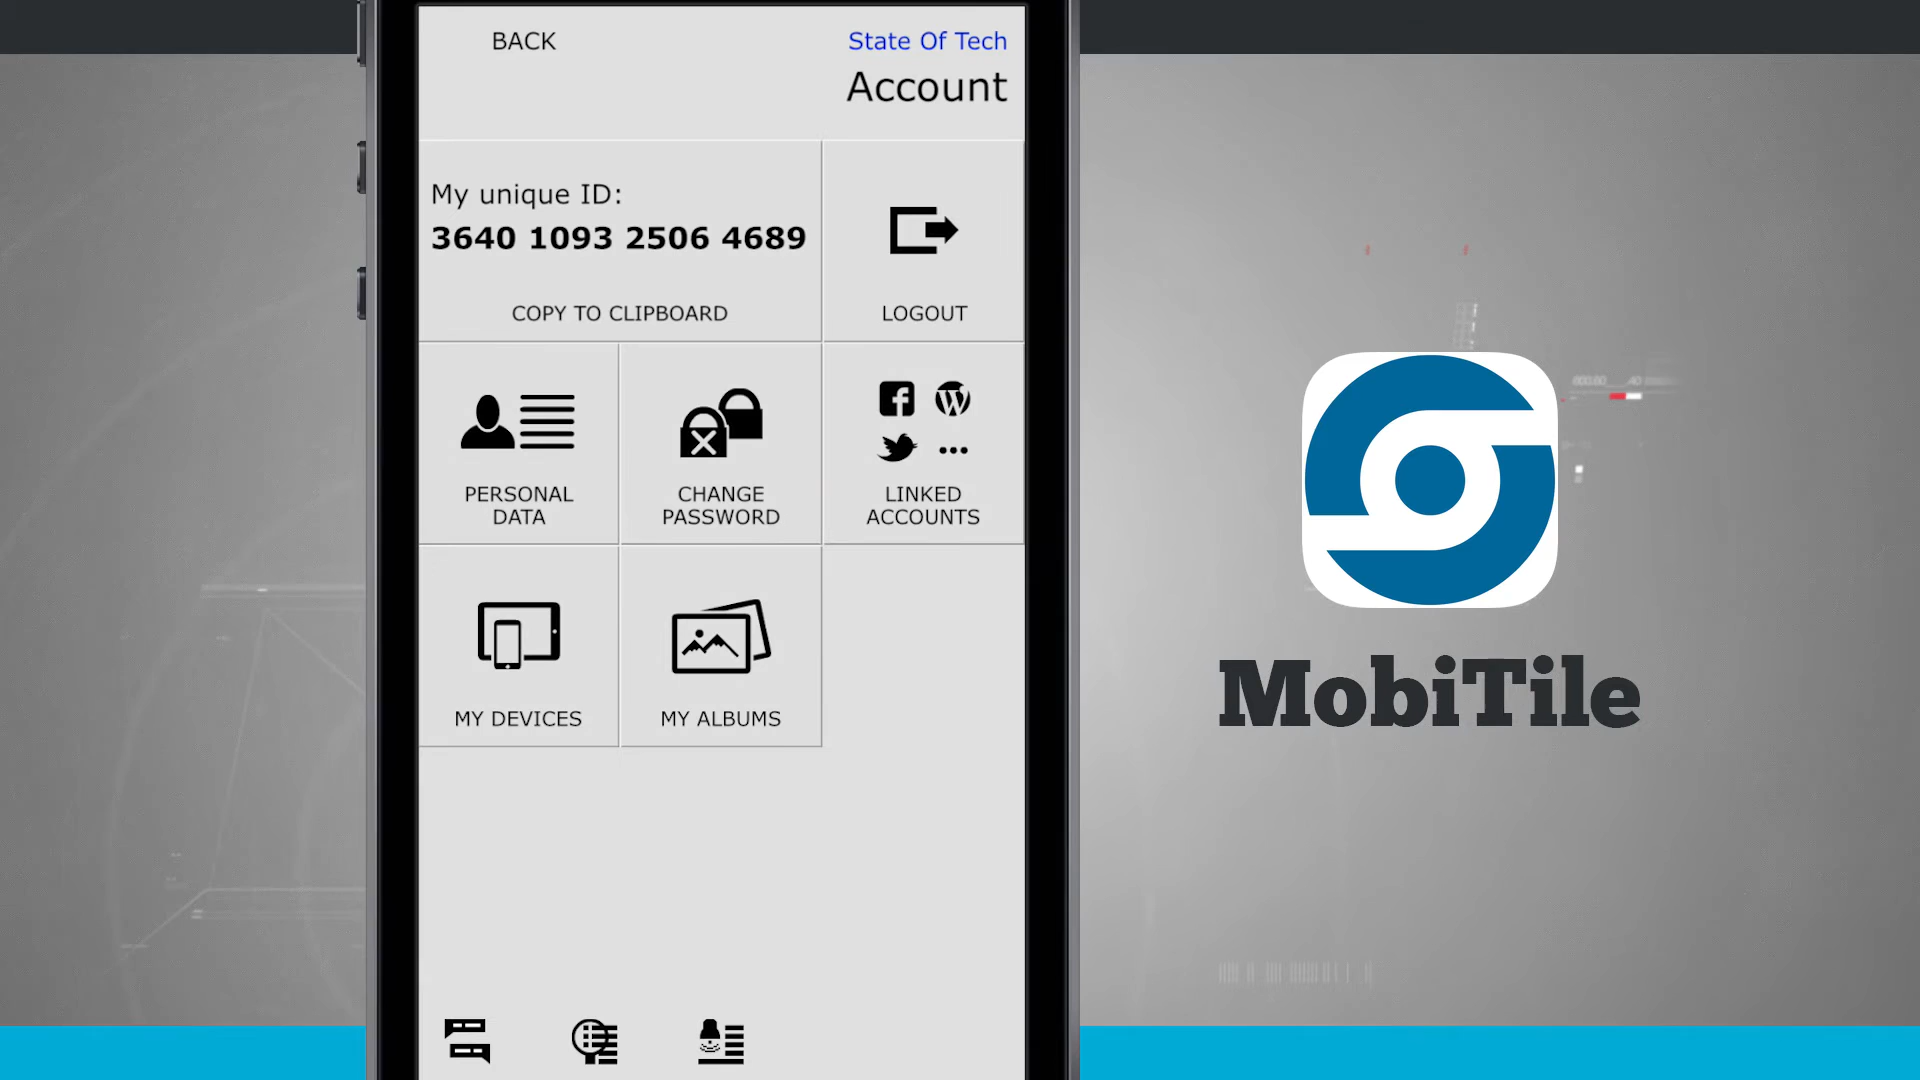 BACK
State Of Tech
Account
My unique ID:
3640 1093 2506 4689
COPY TO CLIPBOARD
LOGOUT
PERSONAL
DATA
CHANGE
PASSWORD
LINKED
ACCOUNTS
MY DEVICES
MY ALBUMS
MobiTile